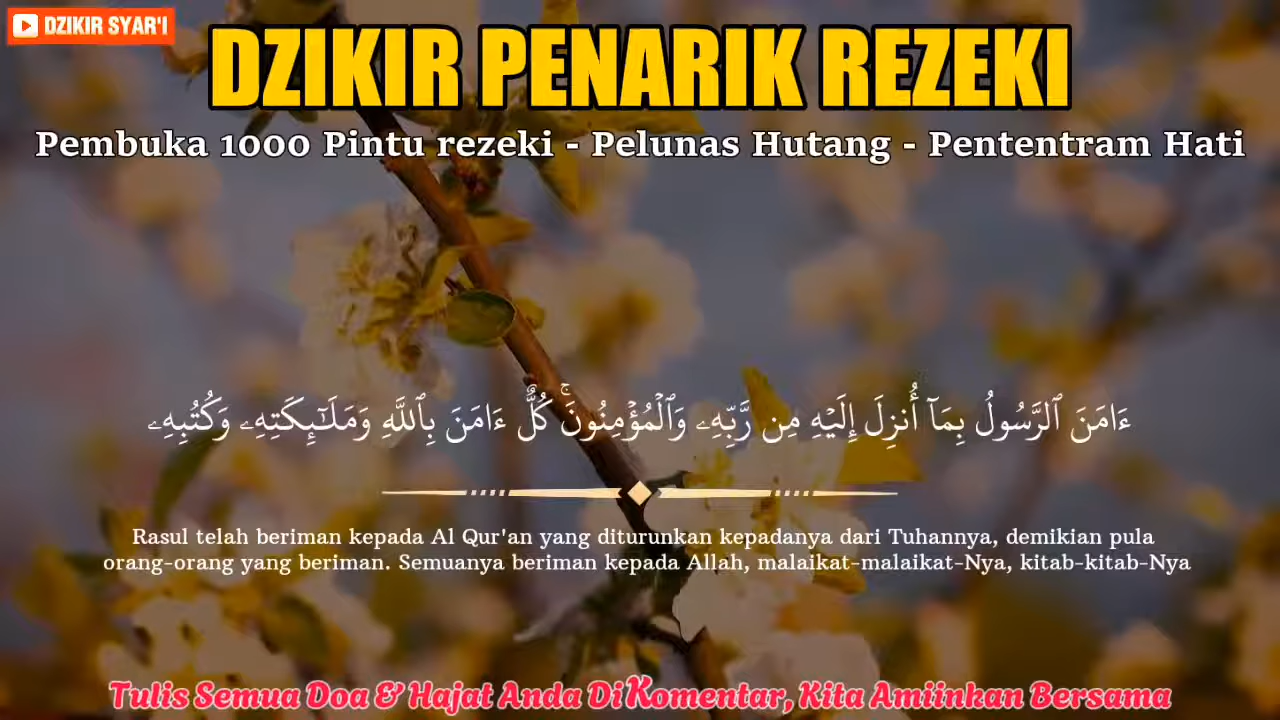 DZIKIR SYAR'I
DZIKIR PENARIK REZEKI
Pembuka 1000 Pintu rezeki - Pelunas Hutang - Pententram Hati
ءَامَنَ ٱلرَّسُولُ بِمَآ أُنزِلَ إِلَيْهِ مِن رَّبِّهِۦ وَٱلْمُؤْمِنُونَ ۚ كُلٌّ ءَامَنَ بِٱللَّهِ وَمَلَـٰٓئِكَتِهِۦ وَكُتُبِهِۦ
Rasul telah beriman kepada Al Qur'an yang diturunkan kepadanya dari Tuhannya, demikian pula
orang-orang yang beriman. Semuanya beriman kepada Allah, malaikat-malaikat-Nya, kitab-kitab-Nya
Tulis Semua Doa & Hajat Anda Di Komentar, Kita Amiinkan Bersama